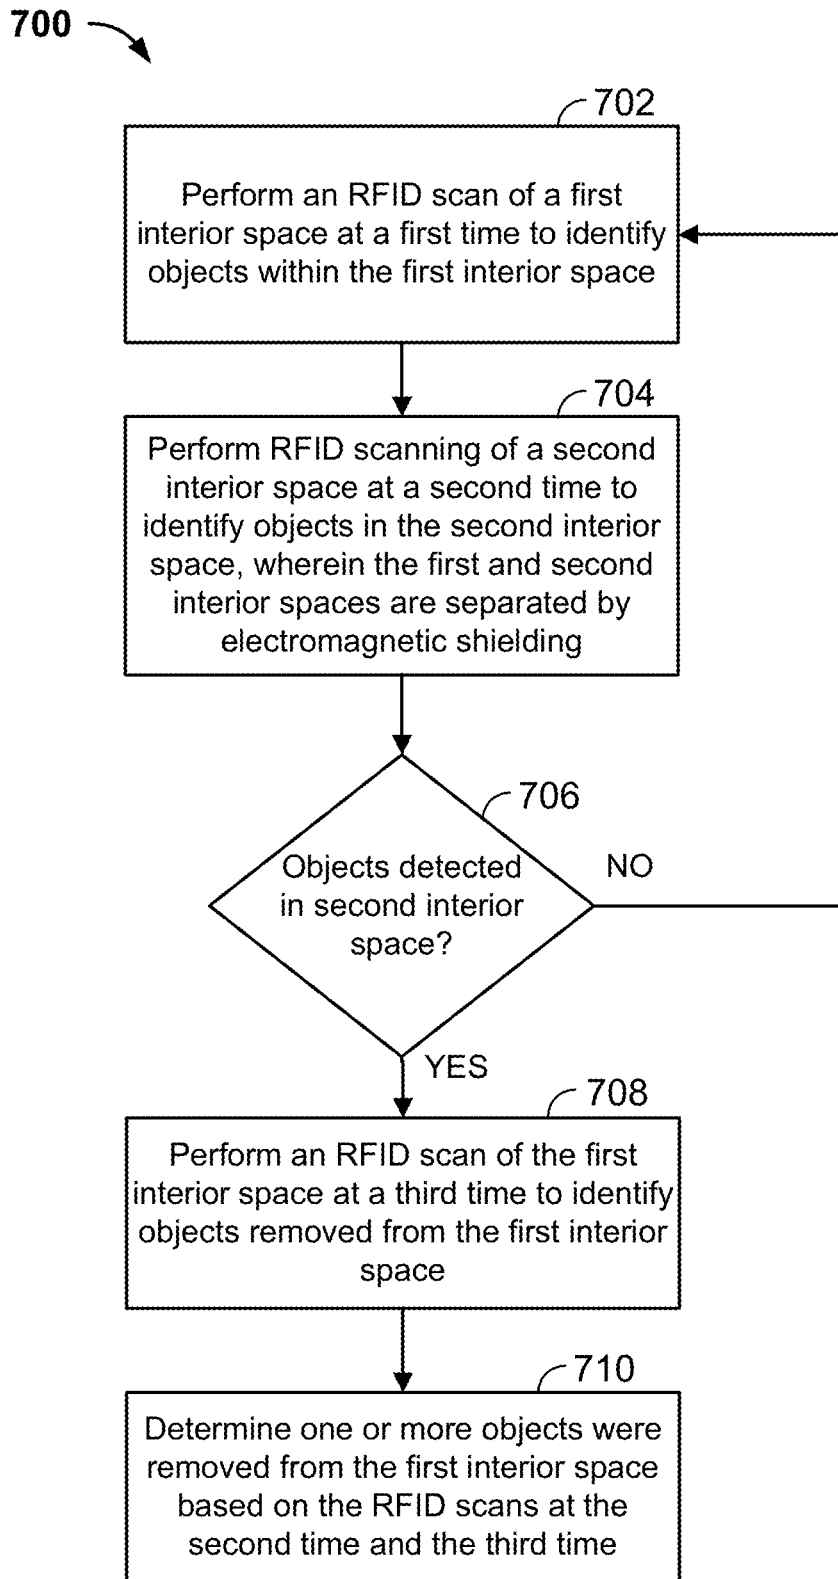 700
702
Perform an RFID scan of a first
interior space at a first time to identify
objects within the first interior space
704
Perform RFID scanning of a second
interior space at a second time to
identify objects in the second interior
space, wherein the first and second
interior spaces are separated by
electromagnetic shielding
706
Objects detected
in second interior
space?
NO
YES
708
Perform an RFID scan of the first
interior space at a third time to identify
objects removed from the first interior
space
710
Determine one or more objects were
removed from the first interior space
based on the RFID scans at the
second time and the third time